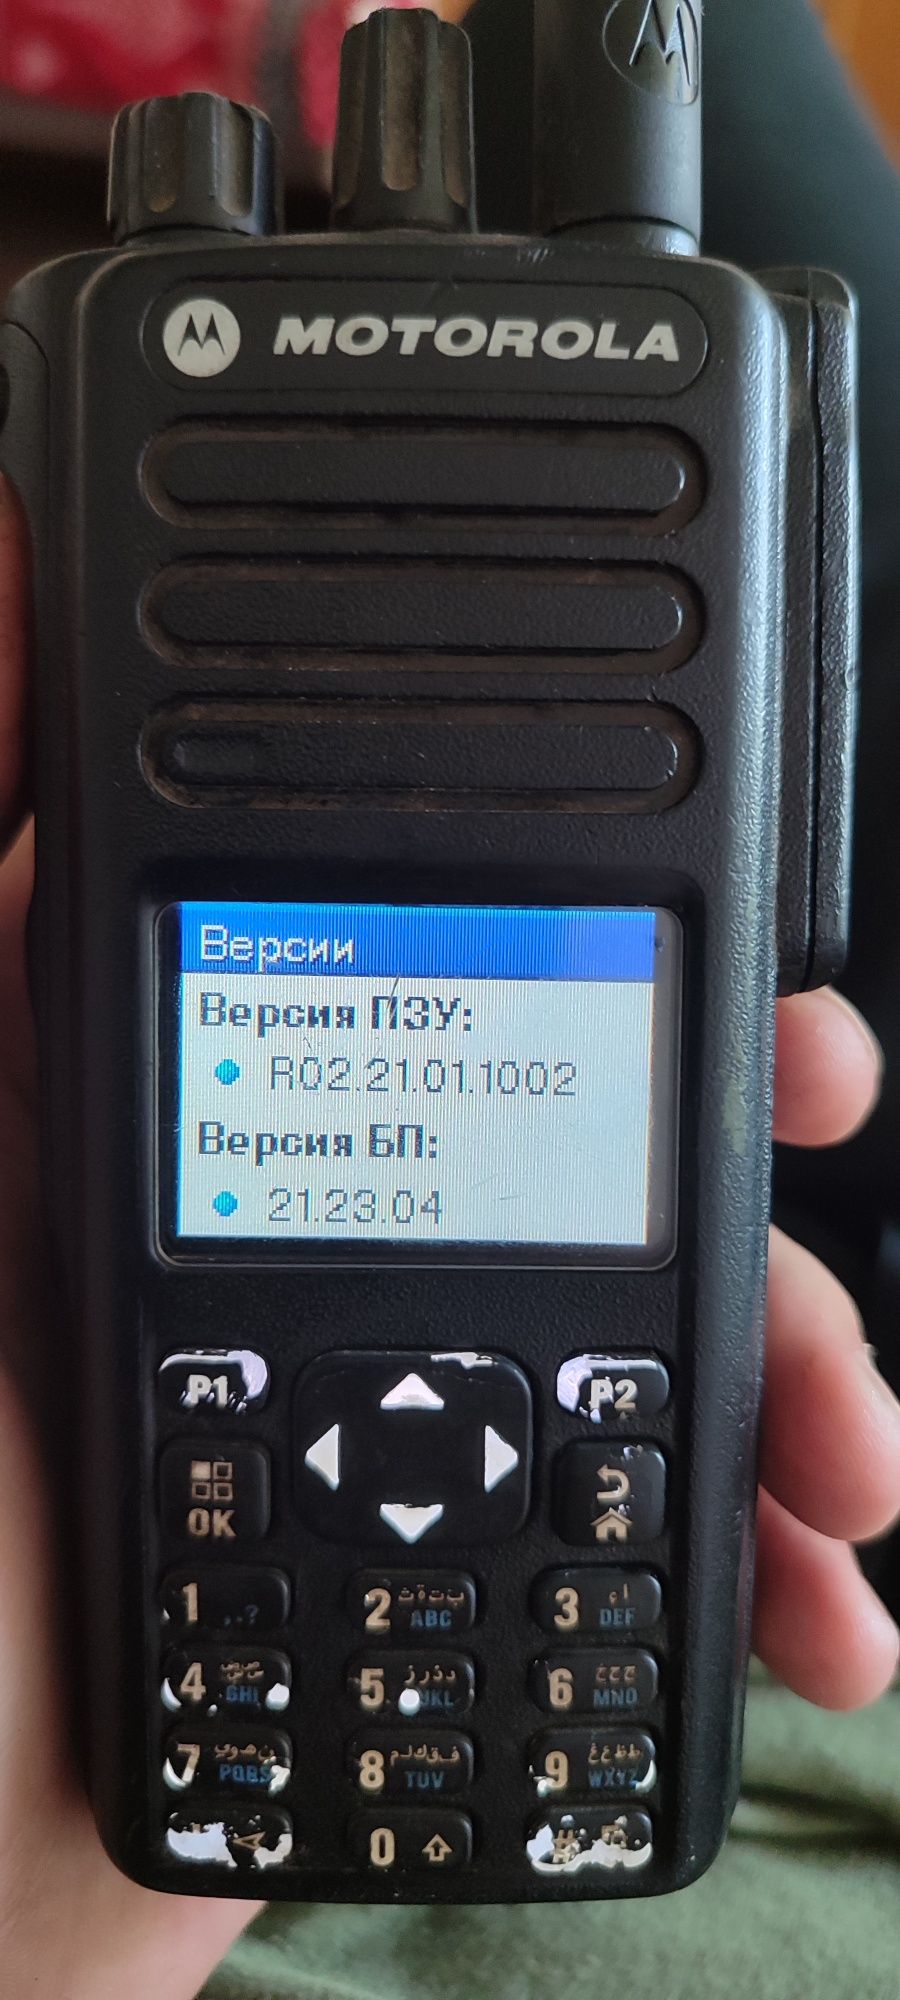 MOTOROLA
Версии
Версия ПЗУ:
R02.21.01.1002
Версия БП:
21.23.04
P1
P2
OK
1 .,?
2 ب ت ة ث
ABC
3 ا ء
DEF
4
GHI
5 د ذ ر ز
JKL
6 ج ح خ
MNO
7 ن ه و ي
PQRS
8 ف ق ك ل م
TUV
9 ط ظ ع غ
WXYZ
0
#